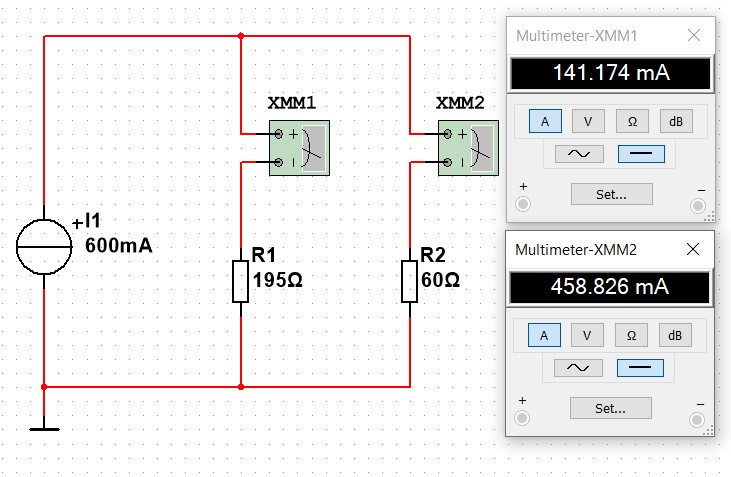 XMM1
XMM2
+
+
+I1
600mA
R1
195Ω
R2
60Ω
Multimeter-XMM1
141.174 mA
A V Ω dB
Set...
+ −
Multimeter-XMM2
458.826 mA
A V Ω dB
Set...
+ −